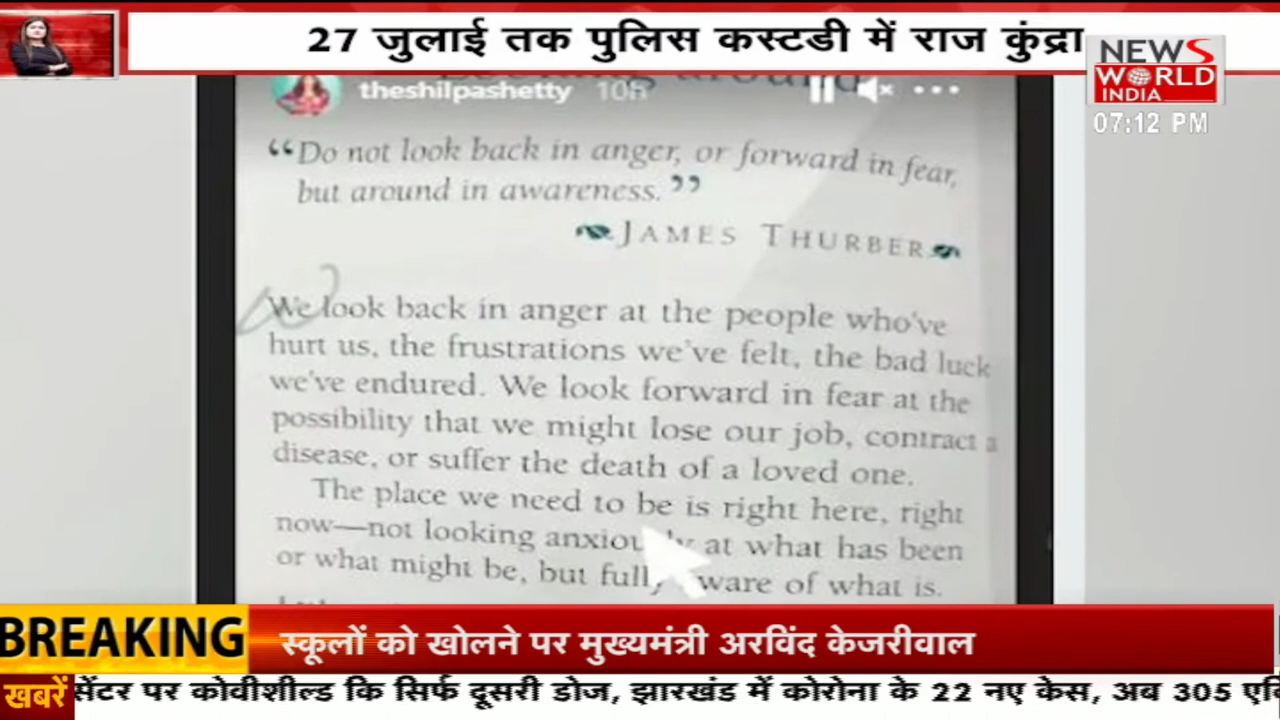 27 जुलाई तक पुलिस कस्टडी में राज कुंद्रा
NEWS
WORLD
INDIA
07:12 PM
theshilpashetty 10h
“Do not look back in anger, or forward in fear,
but around in awareness.”
JAMES THURBER
We look back in anger at the people who've
hurt us, the frustrations we've felt, the bad luck
we've endured. We look forward in fear at the
possibility that we might lose our job, contract a
disease, or suffer the death of a loved one.
The place we need to be is right here, right
now—not looking anxiously at what has been
or what might be, but fully aware of what is.
BREAKING
स्कूलों को खोलने पर मुख्यमंत्री अरविंद केजरीवाल
खबरें
सेंटर पर कोवीशील्ड कि सिर्फ दूसरी डोज, झारखंड में कोरोना के 22 नए केस, अब 305